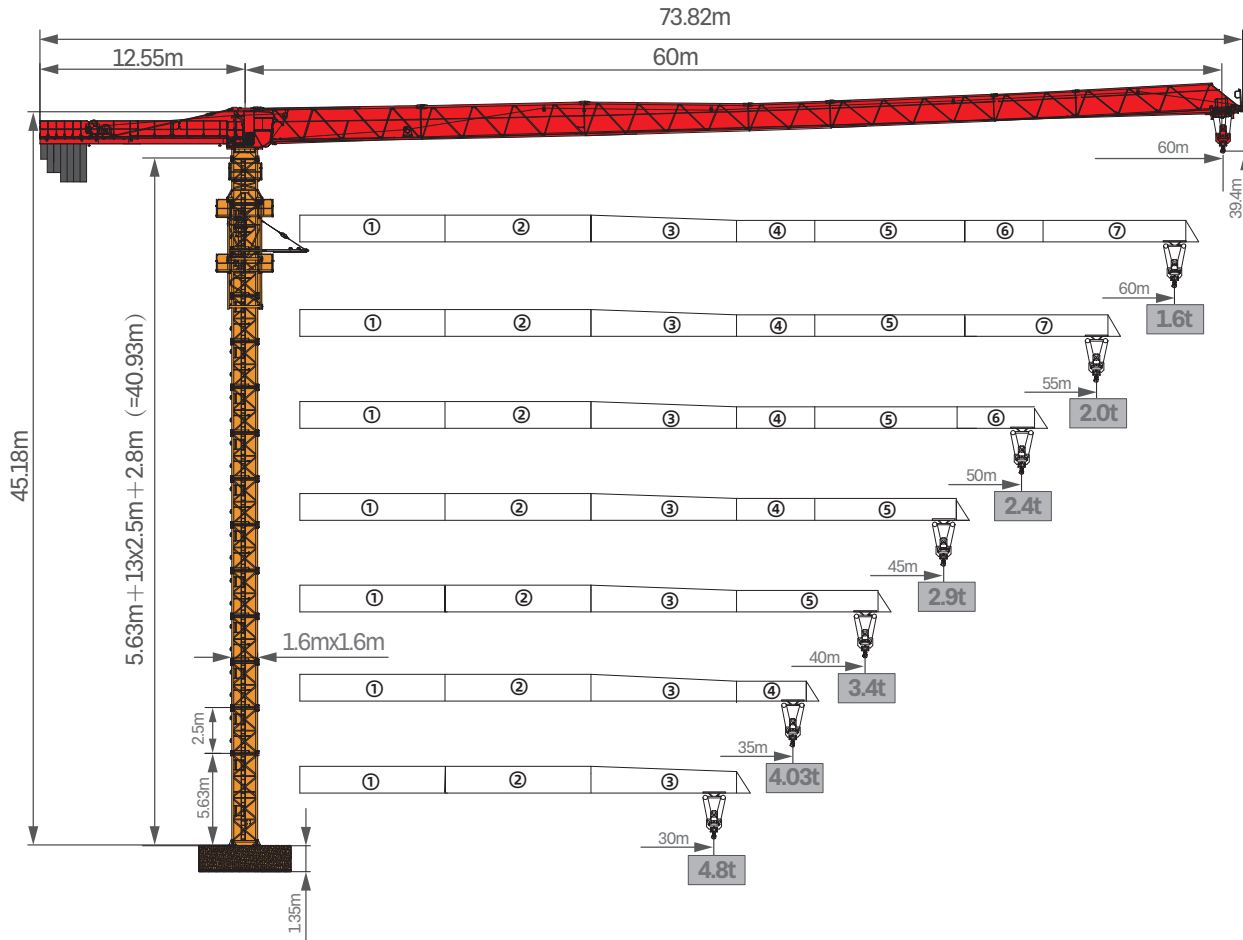 73.82m
12.55m
60m
60m
39.4m
45.18m
5.63m+13x2.5m+2.8m (=40.93m)
① ② ③ ④ ⑤ ⑥ ⑦
60m
1.6t
① ② ③ ④ ⑤ ⑦
55m
2.0t
① ② ③ ④ ⑤ ⑥
50m
2.4t
① ② ③ ④ ⑤
45m
2.9t
① ② ③ ⑤
1.6mx1.6m
40m
3.4t
① ② ③ ④
2.5m
35m
4.03t
① ② ③
5.63m
30m
4.8t
1.35m